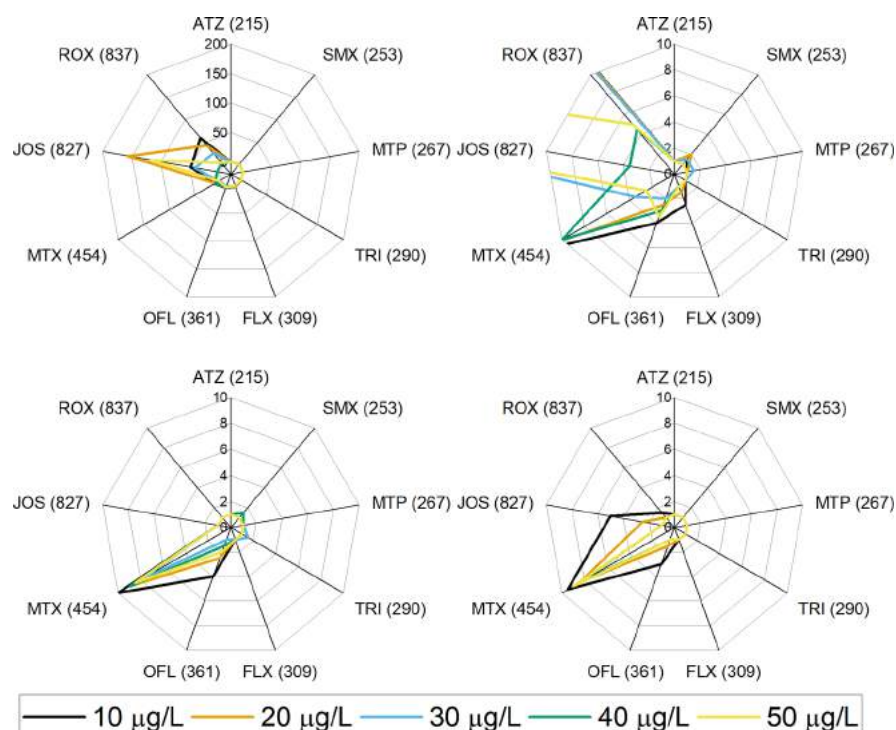 ATZ (215)
ROX (837)
SMX (253)
JOS (827)
MTP (267)
MTX (454)
TRI (290)
OFL (361)
FLX (309)
200
150
100
50
0
ATZ (215)
ROX (837)
SMX (253)
JOS (827)
MTP (267)
MTX (454)
TRI (290)
OFL (361)
FLX (309)
10
8
6
4
2
0
ATZ (215)
ROX (837)
SMX (253)
JOS (827)
MTP (267)
MTX (454)
TRI (290)
OFL (361)
FLX (309)
10
8
6
4
2
0
ATZ (215)
ROX (837)
SMX (253)
JOS (827)
MTP (267)
MTX (454)
TRI (290)
OFL (361)
FLX (309)
10
8
6
4
2
0
10 µg/L 20 µg/L 30 µg/L 40 µg/L 50 µg/L